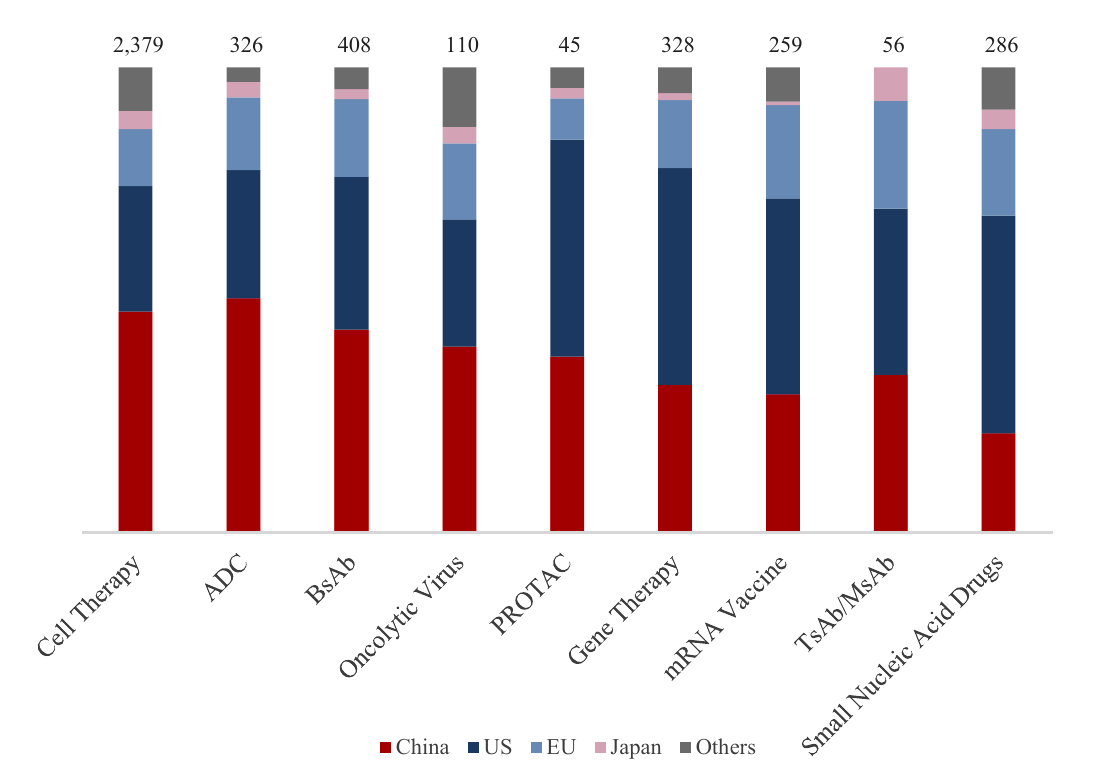 2,379 326 408 110 45 328 259 56 286
Cell Therapy
ADC
BsAb
Oncolytic Virus
PROTAC
Gene Therapy
mRNA Vaccine
TsAb/MsAb
Small Nucleic Acid Drugs
China US EU Japan Others